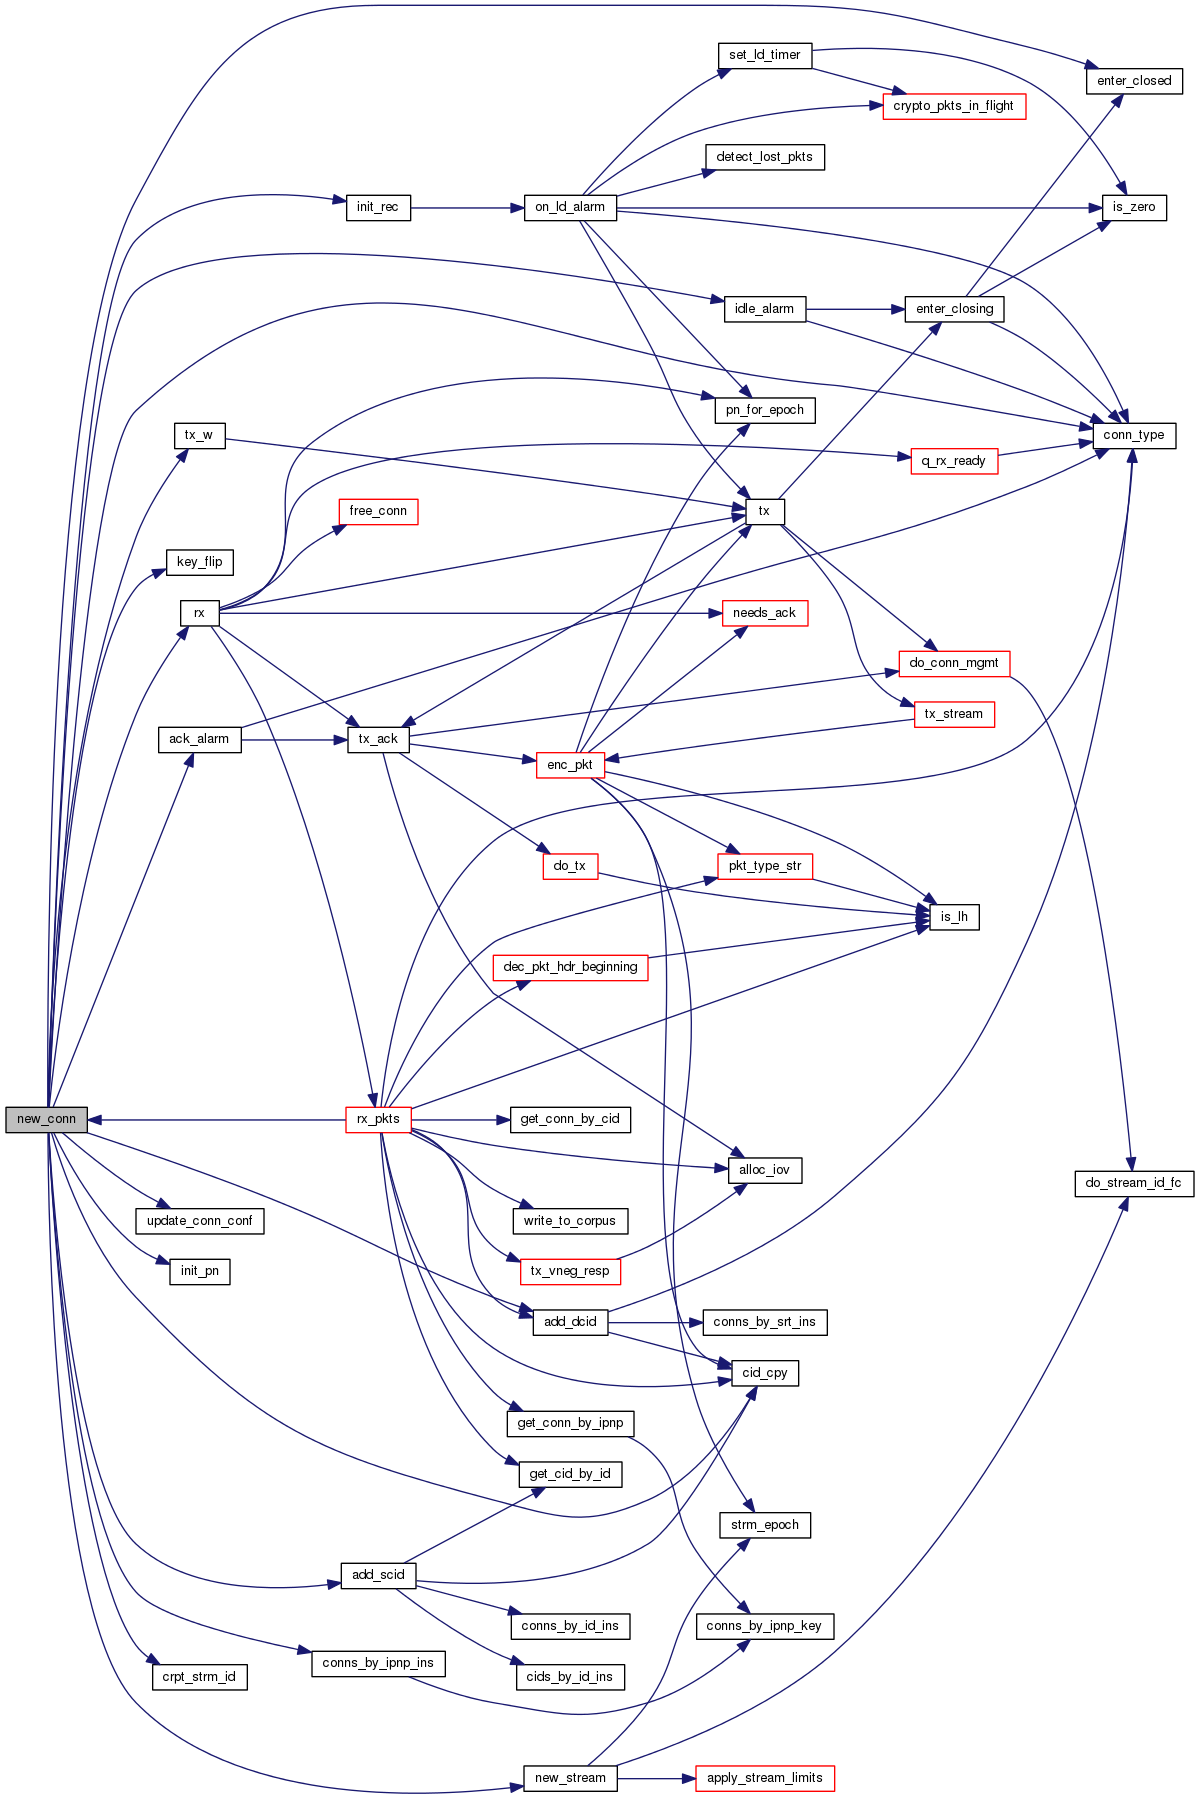 set_ld_timer
enter_closed
crypto_pkts_in_flight
detect_lost_pkts
init_rec
on_ld_alarm
is_zero
idle_alarm
enter_closing
pn_for_epoch
tx_w
conn_type
q_rx_ready
free_conn
tx
key_flip
rx
needs_ack
do_conn_mgmt
tx_stream
ack_alarm
tx_ack
enc_pkt
do_tx
pkt_type_str
is_lh
dec_pkt_hdr_beginning
new_conn
rx_pkts
get_conn_by_cid
alloc_iov
do_stream_id_fc
update_conn_conf
write_to_corpus
init_pn
tx_vneg_resp
add_dcid
conns_by_srt_ins
cid_cpy
get_conn_by_ipnp
get_cid_by_id
strm_epoch
add_scid
conns_by_id_ins
conns_by_ipnp_key
conns_by_ipnp_ins
crpt_strm_id
cids_by_id_ins
new_stream
apply_stream_limits